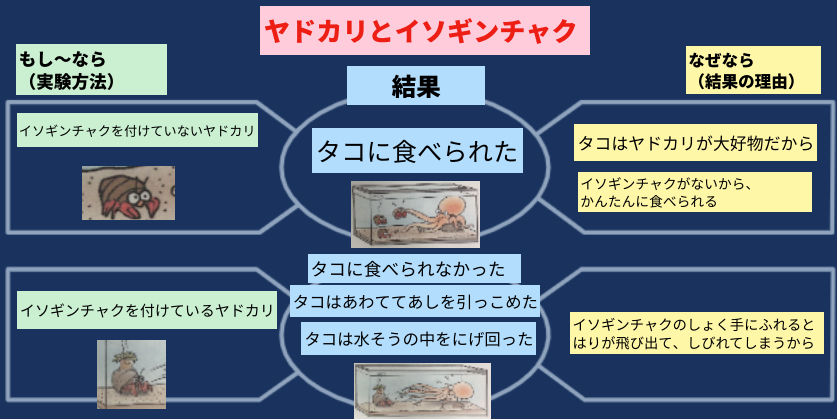 ヤドカリとイソギンチャク
もし〜なら
（実験方法）
結果
なぜなら
（結果の理由）
イソギンチャクを付けていないヤドカリ
タコに食べられた
タコはヤドカリが大好物だから
イソギンチャクがないから、
かんたんに食べられる
タコに食べられなかった
タコはあわててあしを引っこめた
タコは水そうの中をにげ回った
イソギンチャクを付けているヤドカリ
イソギンチャクのしょく手にふれると
はりが飛び出て、しびれてしまうから